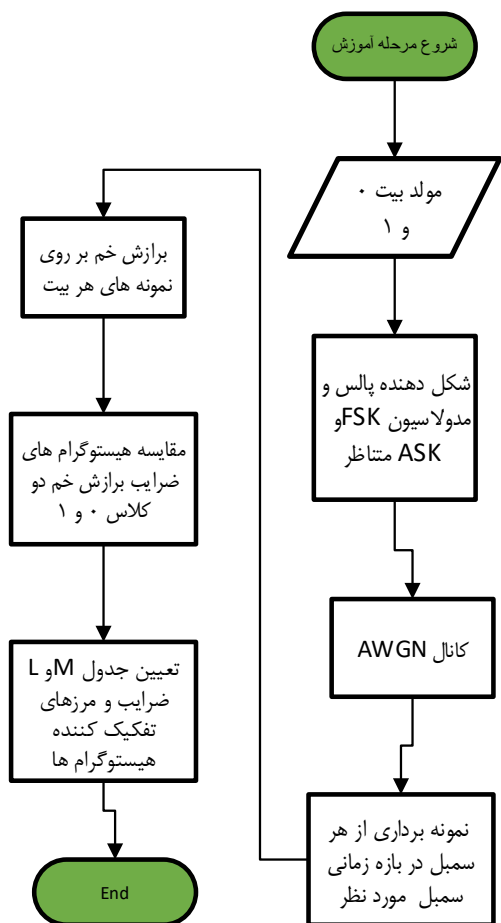 شروع مرحله آموزش
مولد بیت ۰
و ۱
شکل دهنده پالس و
مدولاسیون FSK و
ASK متناظر
کانال AWGN
نمونه برداری از هر
سمبل در بازه زمانی
سمبل مورد نظر
برازش خم بر روی
نمونه های هر بیت
مقایسه هیستوگرام های
ضرایب برازش خم دو
کلاس ۰ و ۱
تعیین جدول M و L
ضرایب و مرزهای
تفکیک کننده
هیستوگرام ها
End